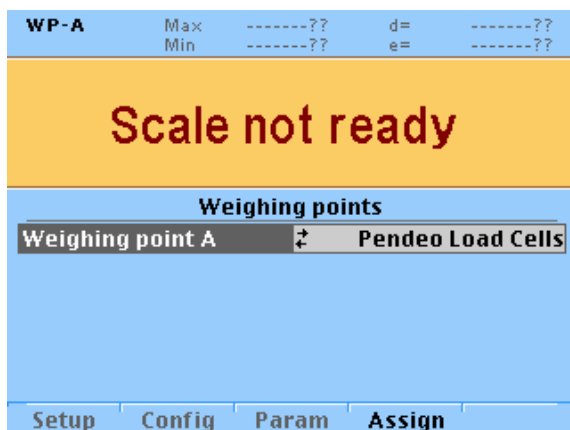 WP-A Max -------?? d= -------??
Min -------?? e= -------??
Scale not ready
Weighing points
Weighing point A Pendeo Load Cells
Setup Config Param Assign